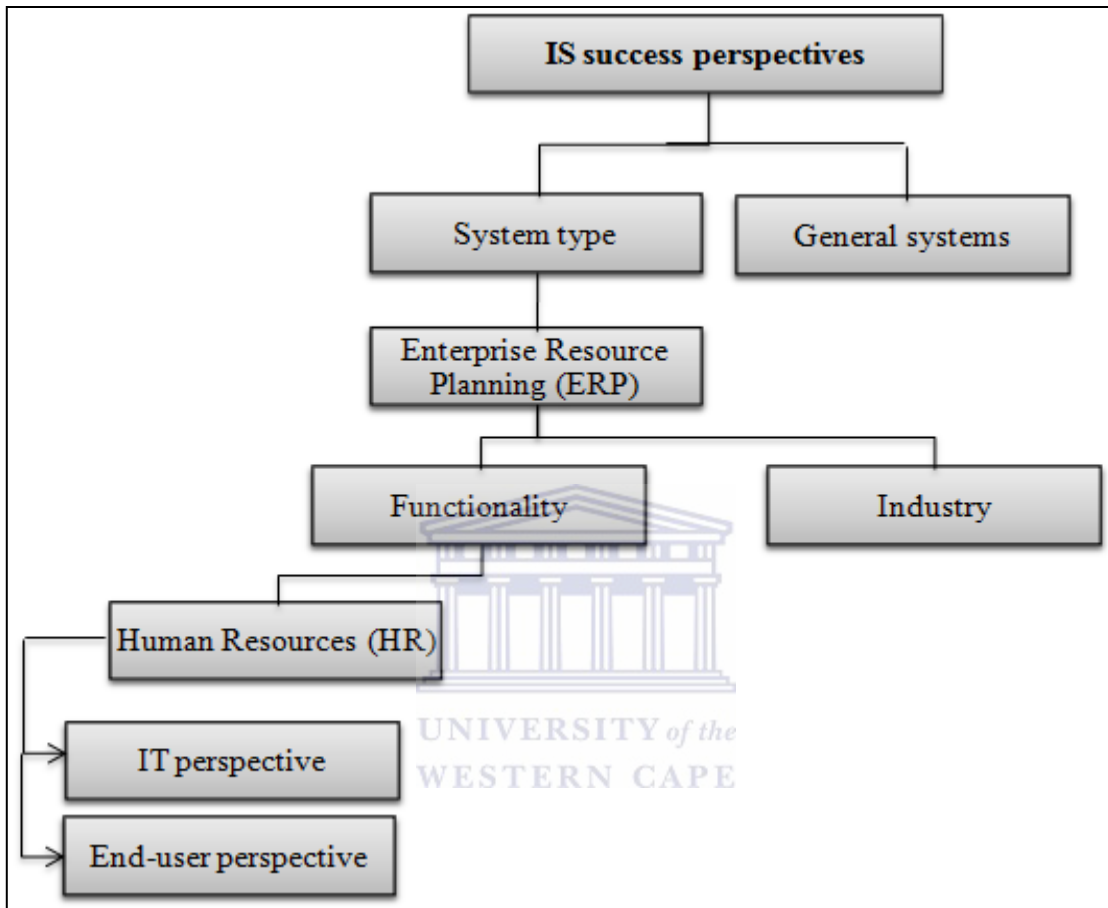 IS success perspectives
System type
General systems
Enterprise Resource
Planning (ERP)
Functionality
Industry
Human Resources (HR)
UNIVERSITY of the
WESTERN CAPE
IT perspective
End-user perspective